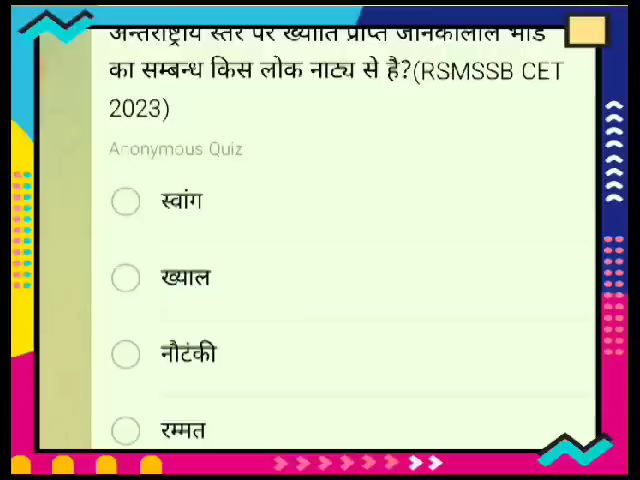 अन्तर्राष्ट्रीय स्तर पर ख्याति प्राप्त जानकीलाल भांड
का सम्बन्ध किस लोक नाट्य से है?(RSMSSB CET
2023)
Anonymous Quiz
स्वांग
ख्याल
नौटंकी
रम्मत